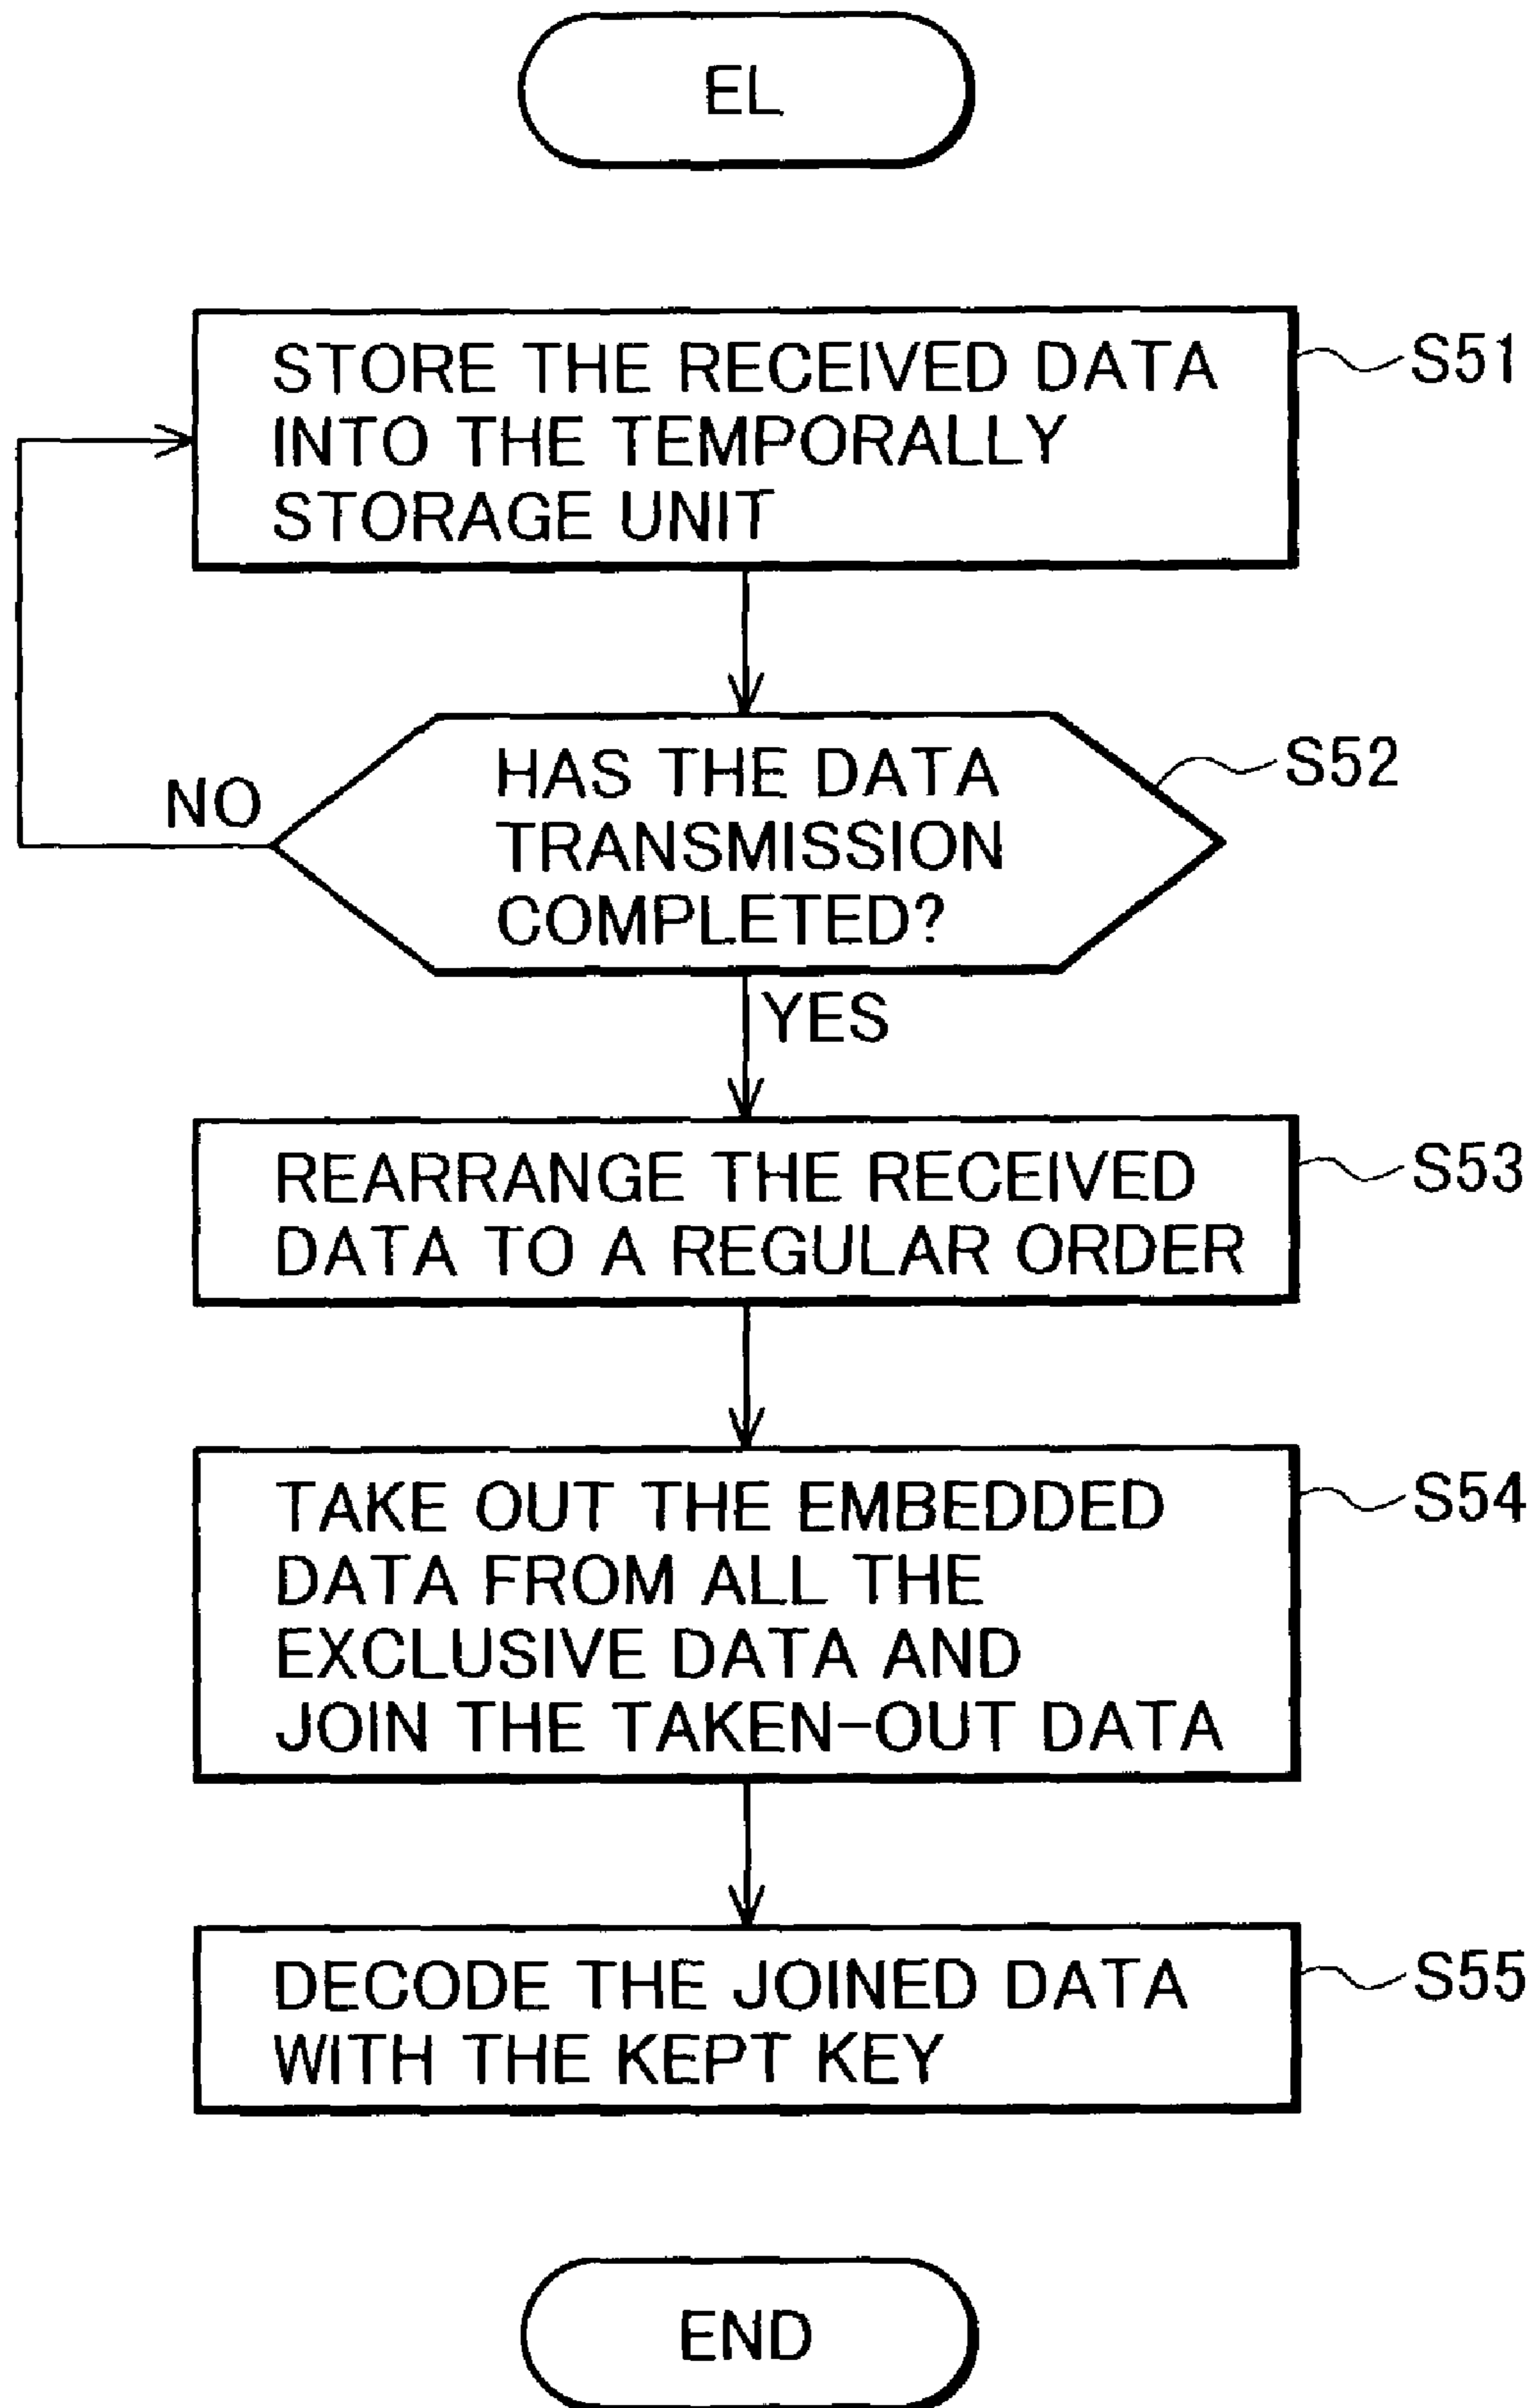 EL
STORE THE RECEIVED DATA
INTO THE TEMPORALLY
STORAGE UNIT
S51
HAS THE DATA
TRANSMISSION
COMPLETED?
S52
NO
YES
REARRANGE THE RECEIVED
DATA TO A REGULAR ORDER
S53
TAKE OUT THE EMBEDDED
DATA FROM ALL THE
EXCLUSIVE DATA AND
JOIN THE TAKEN-OUT DATA
S54
DECODE THE JOINED DATA
WITH THE KEPT KEY
S55
END